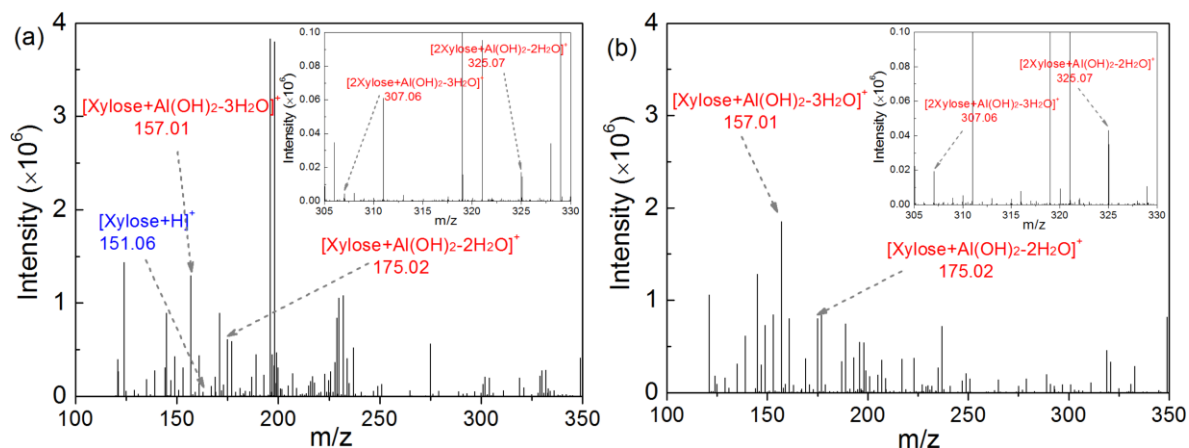 (a)
Intensity (×10⁶)
4
3
2
1
0
100 150 200 250 300 350
m/z
[Xylose+Al(OH)₂-3H₂O]⁺
157.01
[Xylose+H]⁺
151.06
[Xylose+Al(OH)₂-2H₂O]⁺
175.02
Intensity (×10⁶)
0.10
0.08
0.06
0.04
0.02
0.00
305 310 315 320 325 330
m/z
[2Xylose+Al(OH)₂-2H₂O]⁺
325.07
[2Xylose+Al(OH)₂-3H₂O]⁺
307.06
(b)
Intensity (×10⁶)
4
3
2
1
0
100 150 200 250 300 350
m/z
[Xylose+Al(OH)₂-3H₂O]⁺
157.01
[Xylose+Al(OH)₂-2H₂O]⁺
175.02
Intensity (×10⁶)
0.10
0.08
0.06
0.04
0.02
0.00
305 310 315 320 325 330
m/z
[2Xylose+Al(OH)₂-2H₂O]⁺
325.07
[2Xylose+Al(OH)₂-3H₂O]⁺
307.06